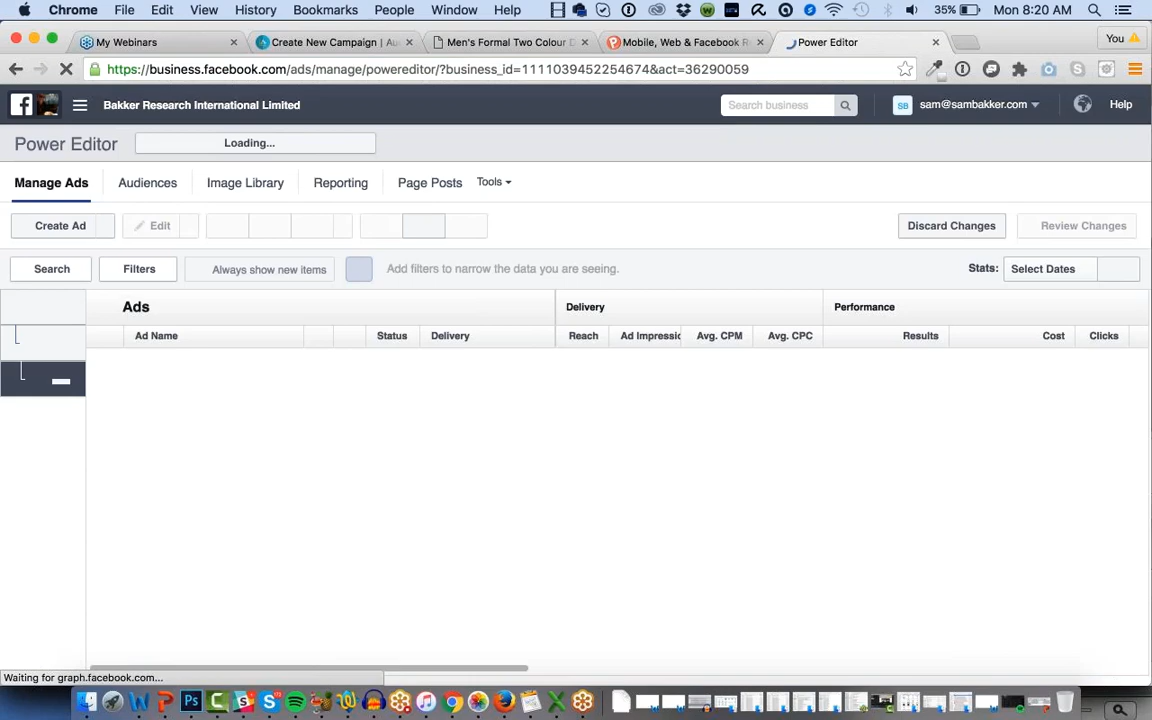 Chrome File Edit View History Bookmarks People Window Help 35% Mon 8:20 AM
My Webinars Create New Campaign | Au Men's Formal Two Colour D Mobile, Web & Facebook R Power Editor You
https://business.facebook.com/ads/manage/powereditor/?business_id=1111039452254674&act=36290059
Bakker Research International Limited Search business SB sam@sambakker.com Help
Power Editor Loading...
Manage Ads Audiences Image Library Reporting Page Posts Tools
Create Ad Edit Discard Changes Review Changes
Search Filters Always show new items Add filters to narrow the data you are seeing. Stats: Select Dates
Ads Delivery Performance
Ad Name Status Delivery Reach Ad Impressic Avg. CPM Avg. CPC Results Cost Clicks
Waiting for graph.facebook.com...